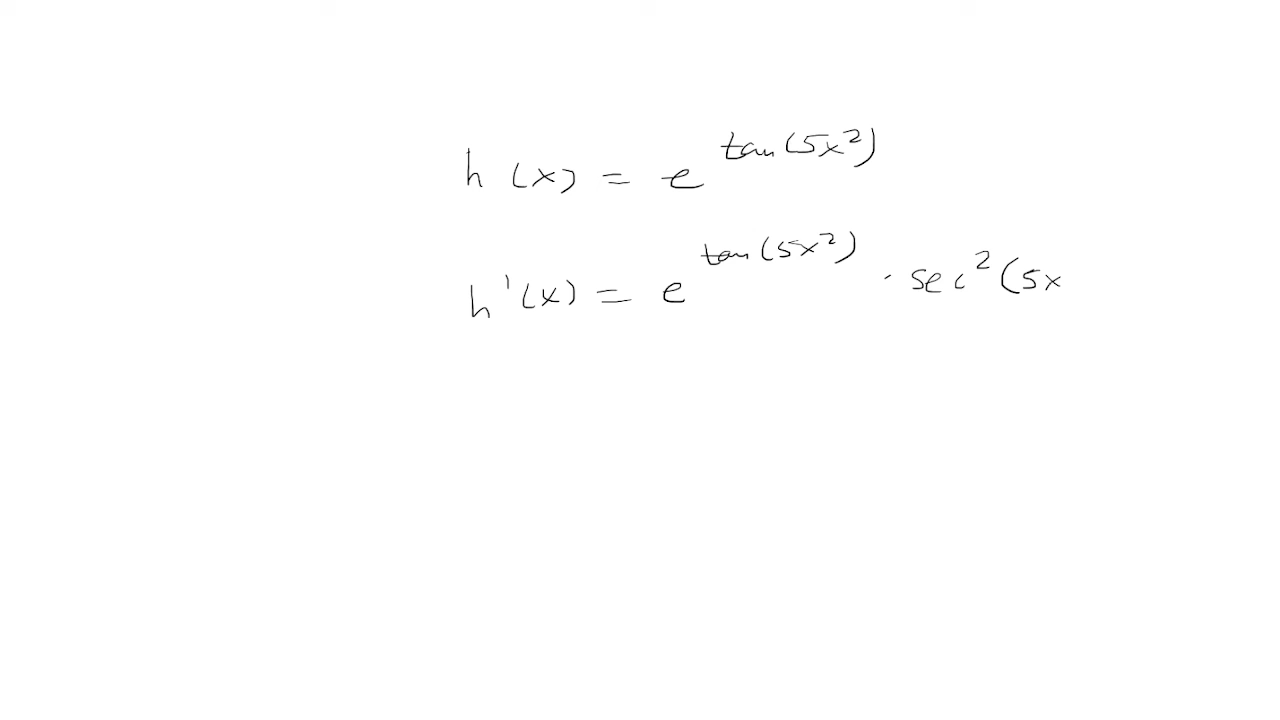 h(x) = e^tan(5x²)
h'(x) = e^tan(5x²) · sec²(5x